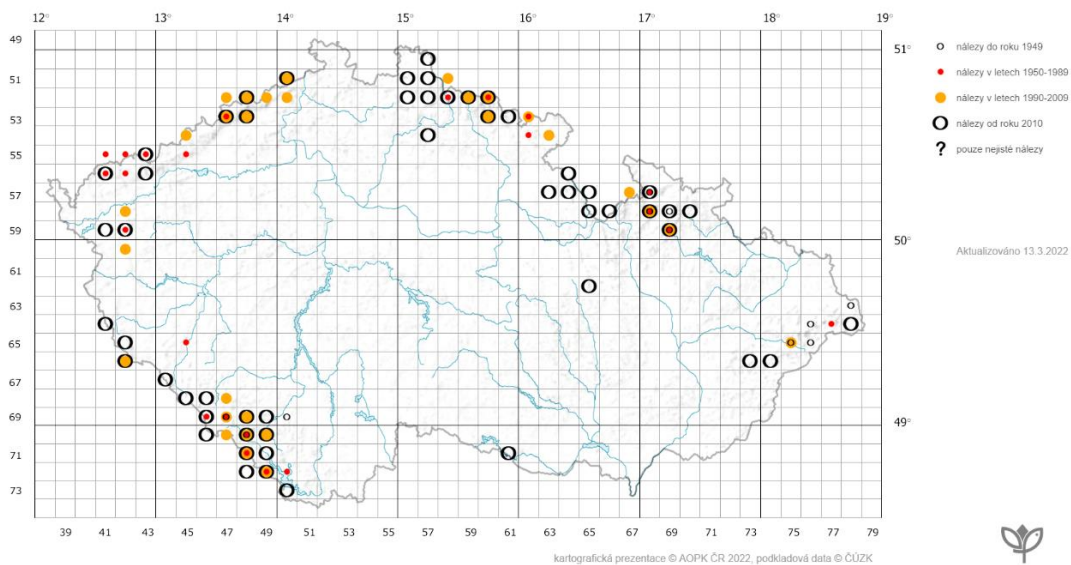 12° 13° 14° 15° 16° 17° 18° 19°
49
51
53
55
57
59
61
63
65
67
69
71
73
51°
50°
49°
nálezy do roku 1949
nálezy v letech 1950-1989
nálezy v letech 1990-2009
nálezy od roku 2010
? pouze nejisté nálezy
Aktualizováno 13.3.2022
39 41 43 45 47 49 51 53 55 57 59 61 63 65 67 69 71 73 75 77 79
kartografická prezentace © AOPK ČR 2022, podkladová data © ČÚZK